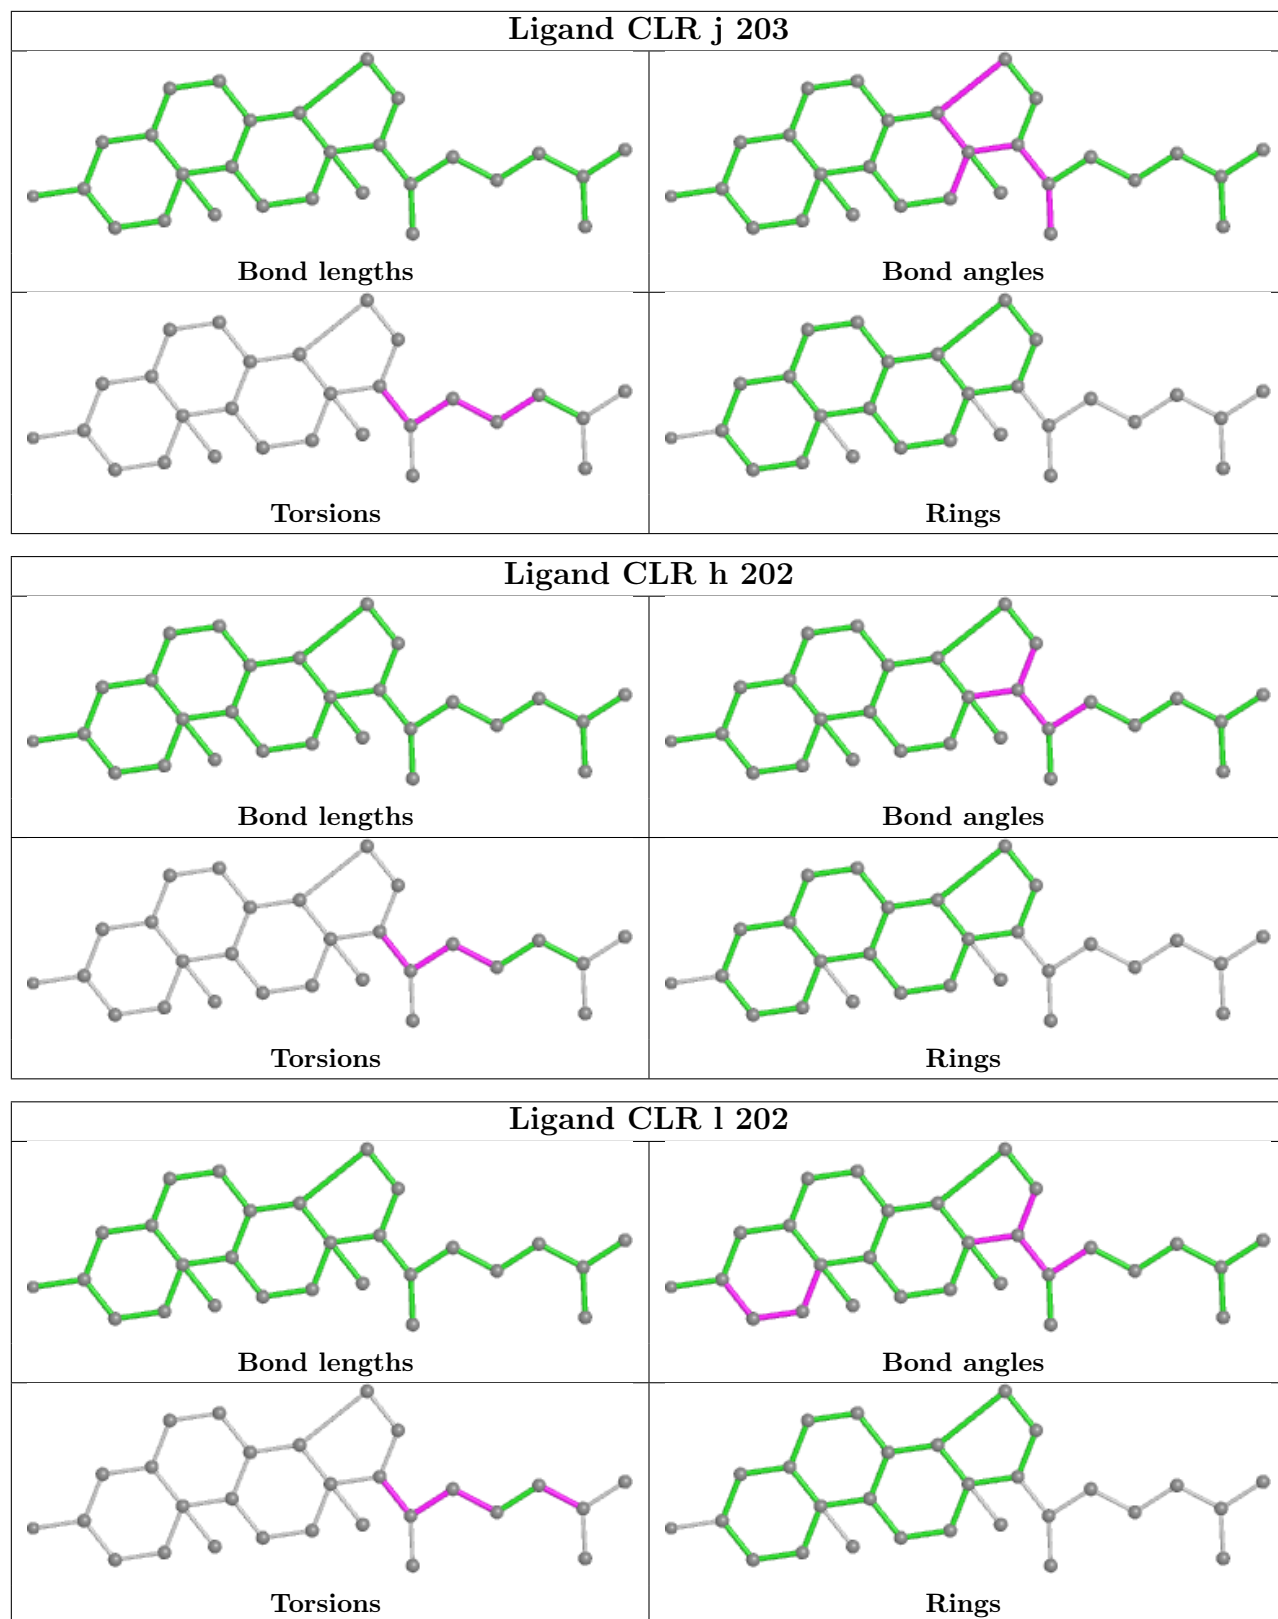 Ligand CLR j 203
Bond lengths
Bond angles
Torsions
Rings
Ligand CLR h 202
Bond lengths
Bond angles
Torsions
Rings
Ligand CLR l 202
Bond lengths
Bond angles
Torsions
Rings